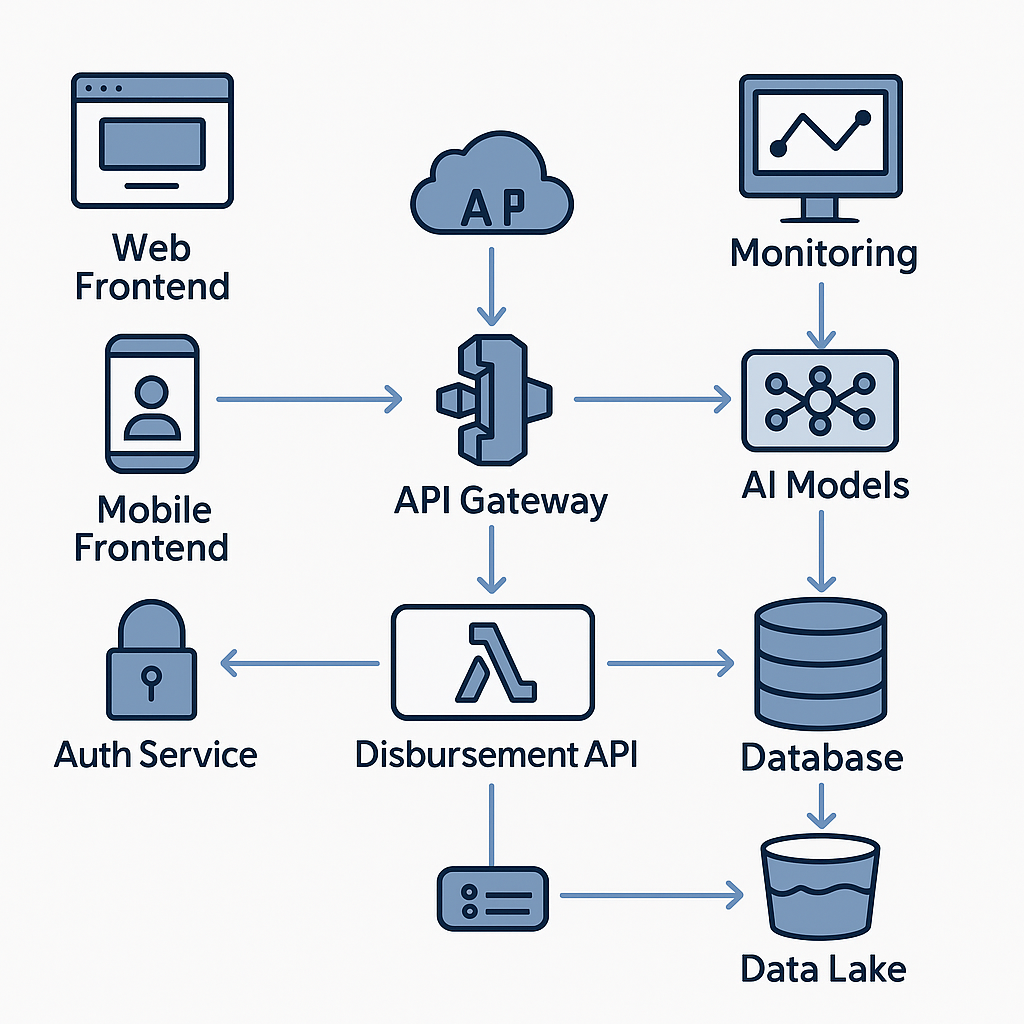 Web
Frontend
AP
Monitoring
Mobile
Frontend
API Gateway
AI Models
Auth Service
Disbursement API
Database
Data Lake